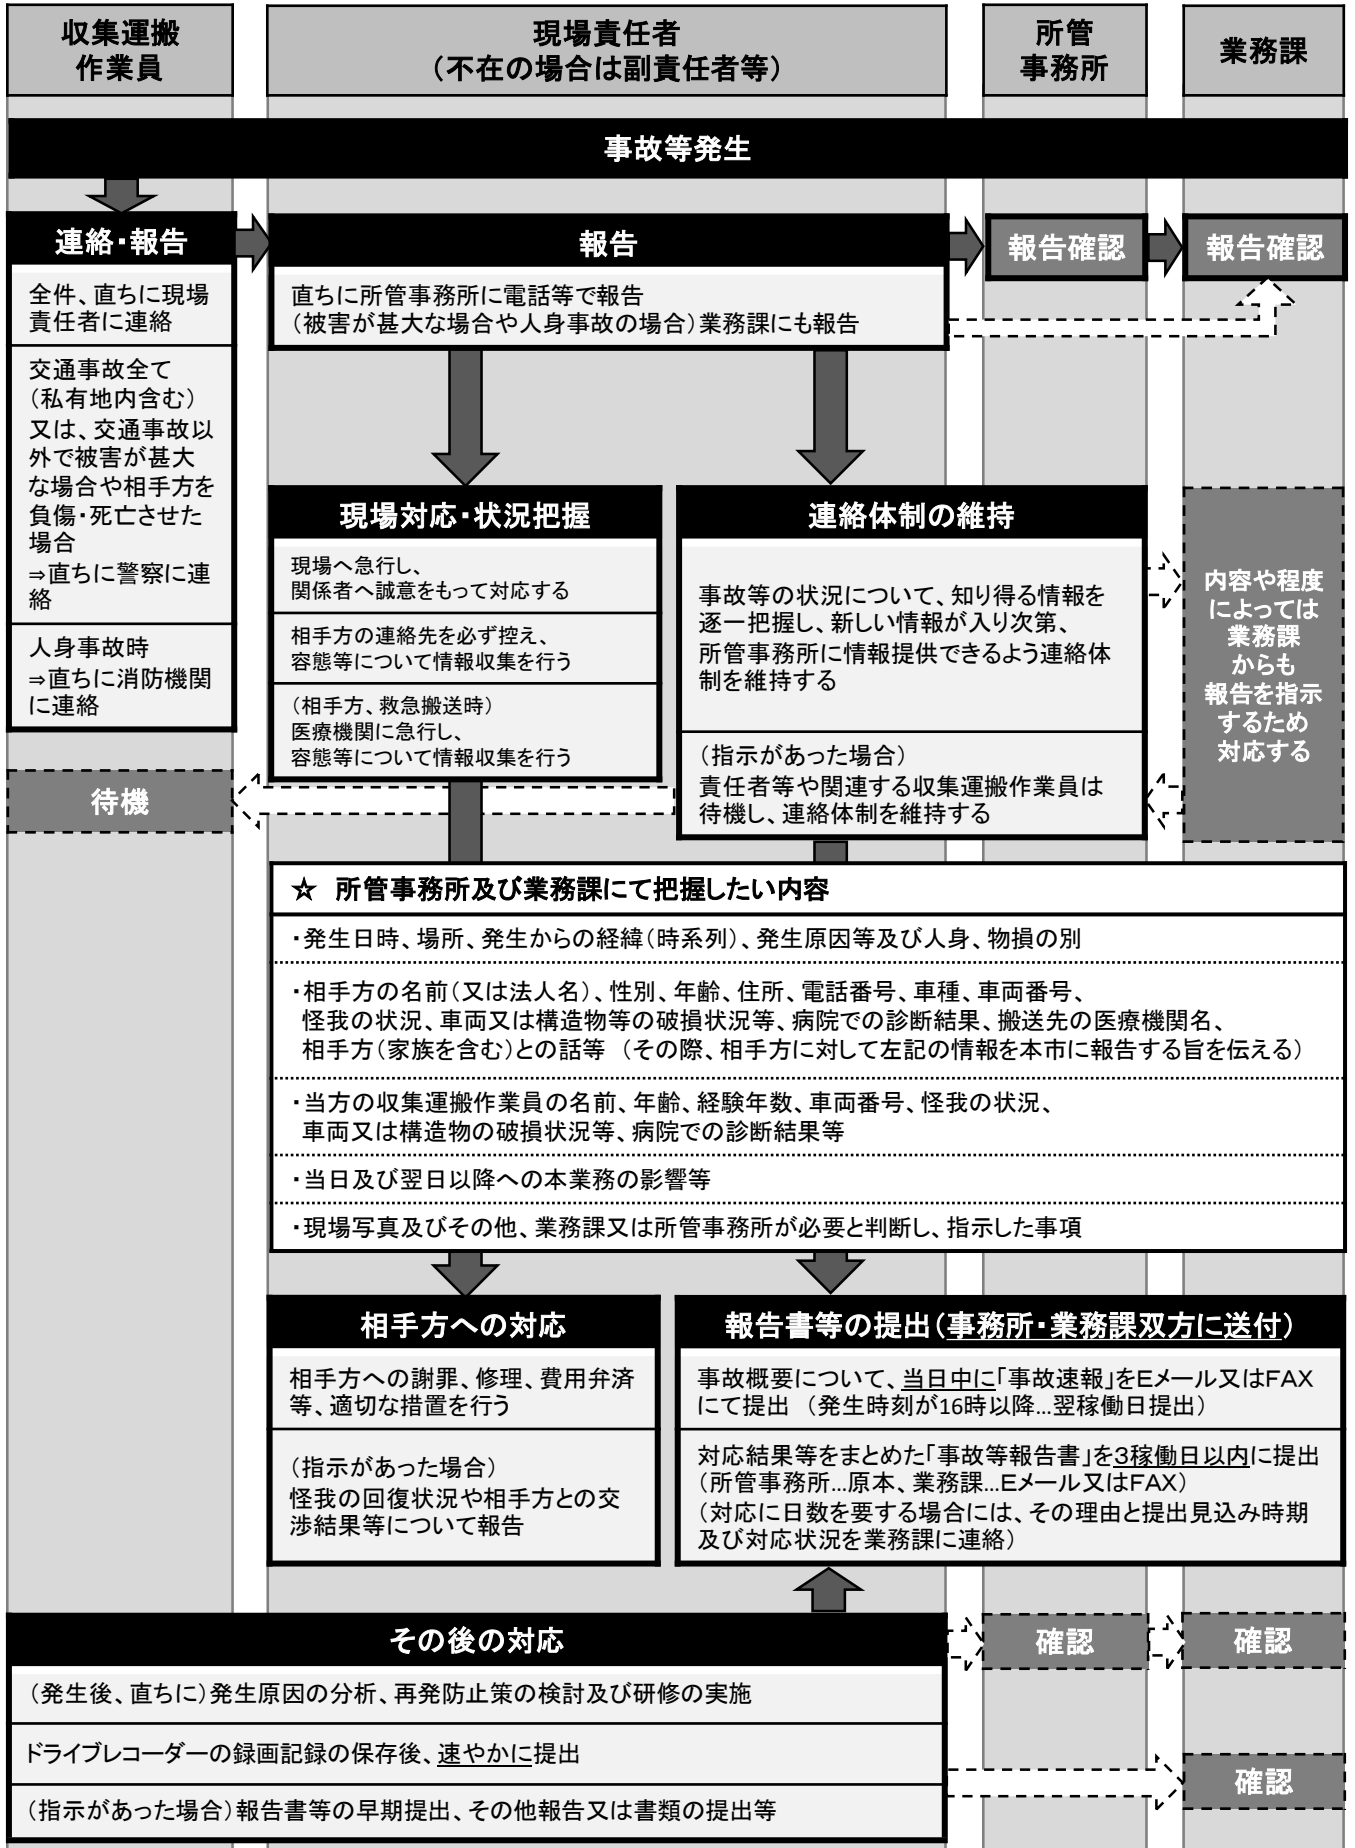 収集運搬
作業員
現場責任者
（不在の場合は副責任者等）
所管
事務所
業務課
事故等発生
連絡・報告
全件、直ちに現場
責任者に連絡
交通事故全て
（私有地内含む）
又は、交通事故以
外で被害が甚大
な場合や相手方を
負傷・死亡させた
場合
⇒直ちに警察に連
絡
人身事故時
⇒直ちに消防機関
に連絡
待機
報告
直ちに所管事務所に電話等で報告
（被害が甚大な場合や人身事故の場合）業務課にも報告
報告確認
報告確認
現場対応・状況把握
現場へ急行し、
関係者へ誠意をもって対応する
相手方の連絡先を必ず控え、
容態等について情報収集を行う
（相手方、救急搬送時）
医療機関に急行し、
容態等について情報収集を行う
連絡体制の維持
事故等の状況について、知り得る情報を
逐一把握し、新しい情報が入り次第、
所管事務所に情報提供できるよう連絡体
制を維持する
（指示があった場合）
責任者等や関連する収集運搬作業員は
待機し、連絡体制を維持する
内容や程度
によっては
業務課
からも
報告を指示
するため
対応する
☆ 所管事務所及び業務課にて把握したい内容
・発生日時、場所、発生からの経緯（時系列）、発生原因等及び人身、物損の別
・相手方の名前（又は法人名）、性別、年齢、住所、電話番号、車種、車両番号、
怪我の状況、車両又は構造物等の破損状況等、病院での診断結果、搬送先の医療機関名、
相手方（家族を含む）との話等 （その際、相手方に対して左記の情報を本市に報告する旨を伝える）
・当方の収集運搬作業員の名前、年齢、経験年数、車両番号、怪我の状況、
車両又は構造物の破損状況等、病院での診断結果等
・当日及び翌日以降への本業務の影響等
・現場写真及びその他、業務課又は所管事務所が必要と判断し、指示した事項
相手方への対応
相手方への謝罪、修理、費用弁済
等、適切な措置を行う
（指示があった場合）
怪我の回復状況や相手方との交
渉結果等について報告
報告書等の提出（事務所・業務課双方に送付）
事故概要について、当日中に「事故速報」をEメール又はFAX
にて提出 （発生時刻が16時以降…翌稼働日提出）
対応結果等をまとめた「事故等報告書」を3稼働日以内に提出
（所管事務所…原本、業務課…Eメール又はFAX）
（対応に日数を要する場合には、その理由と提出見込み時期
及び対応状況を業務課に連絡）
その後の対応
（発生後、直ちに）発生原因の分析、再発防止策の検討及び研修の実施
ドライブレコーダーの録画記録の保存後、速やかに提出
（指示があった場合）報告書等の早期提出、その他報告又は書類の提出等
確認
確認
確認